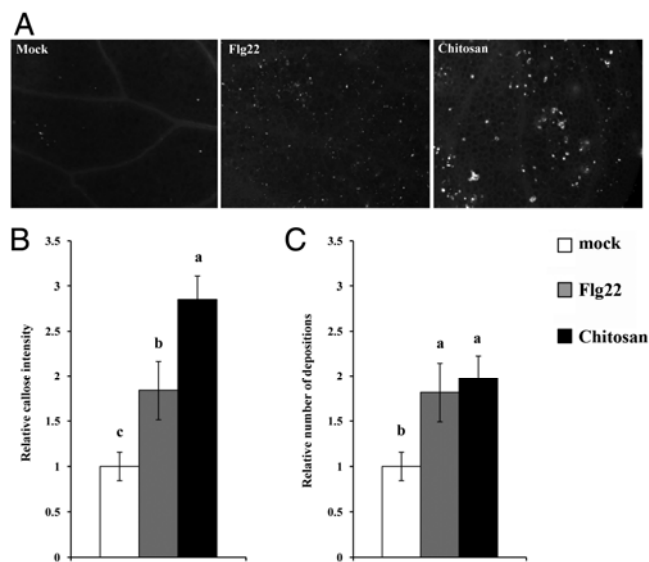 A
Mock
Flg22
Chitosan
B
3.5
3
2.5
2
1.5
1
0.5
0
Relative callose intensity
c
b
a
C
3.5
3
2.5
2
1.5
1
0.5
0
Relative number of depositions
b
a
a
mock
Flg22
Chitosan